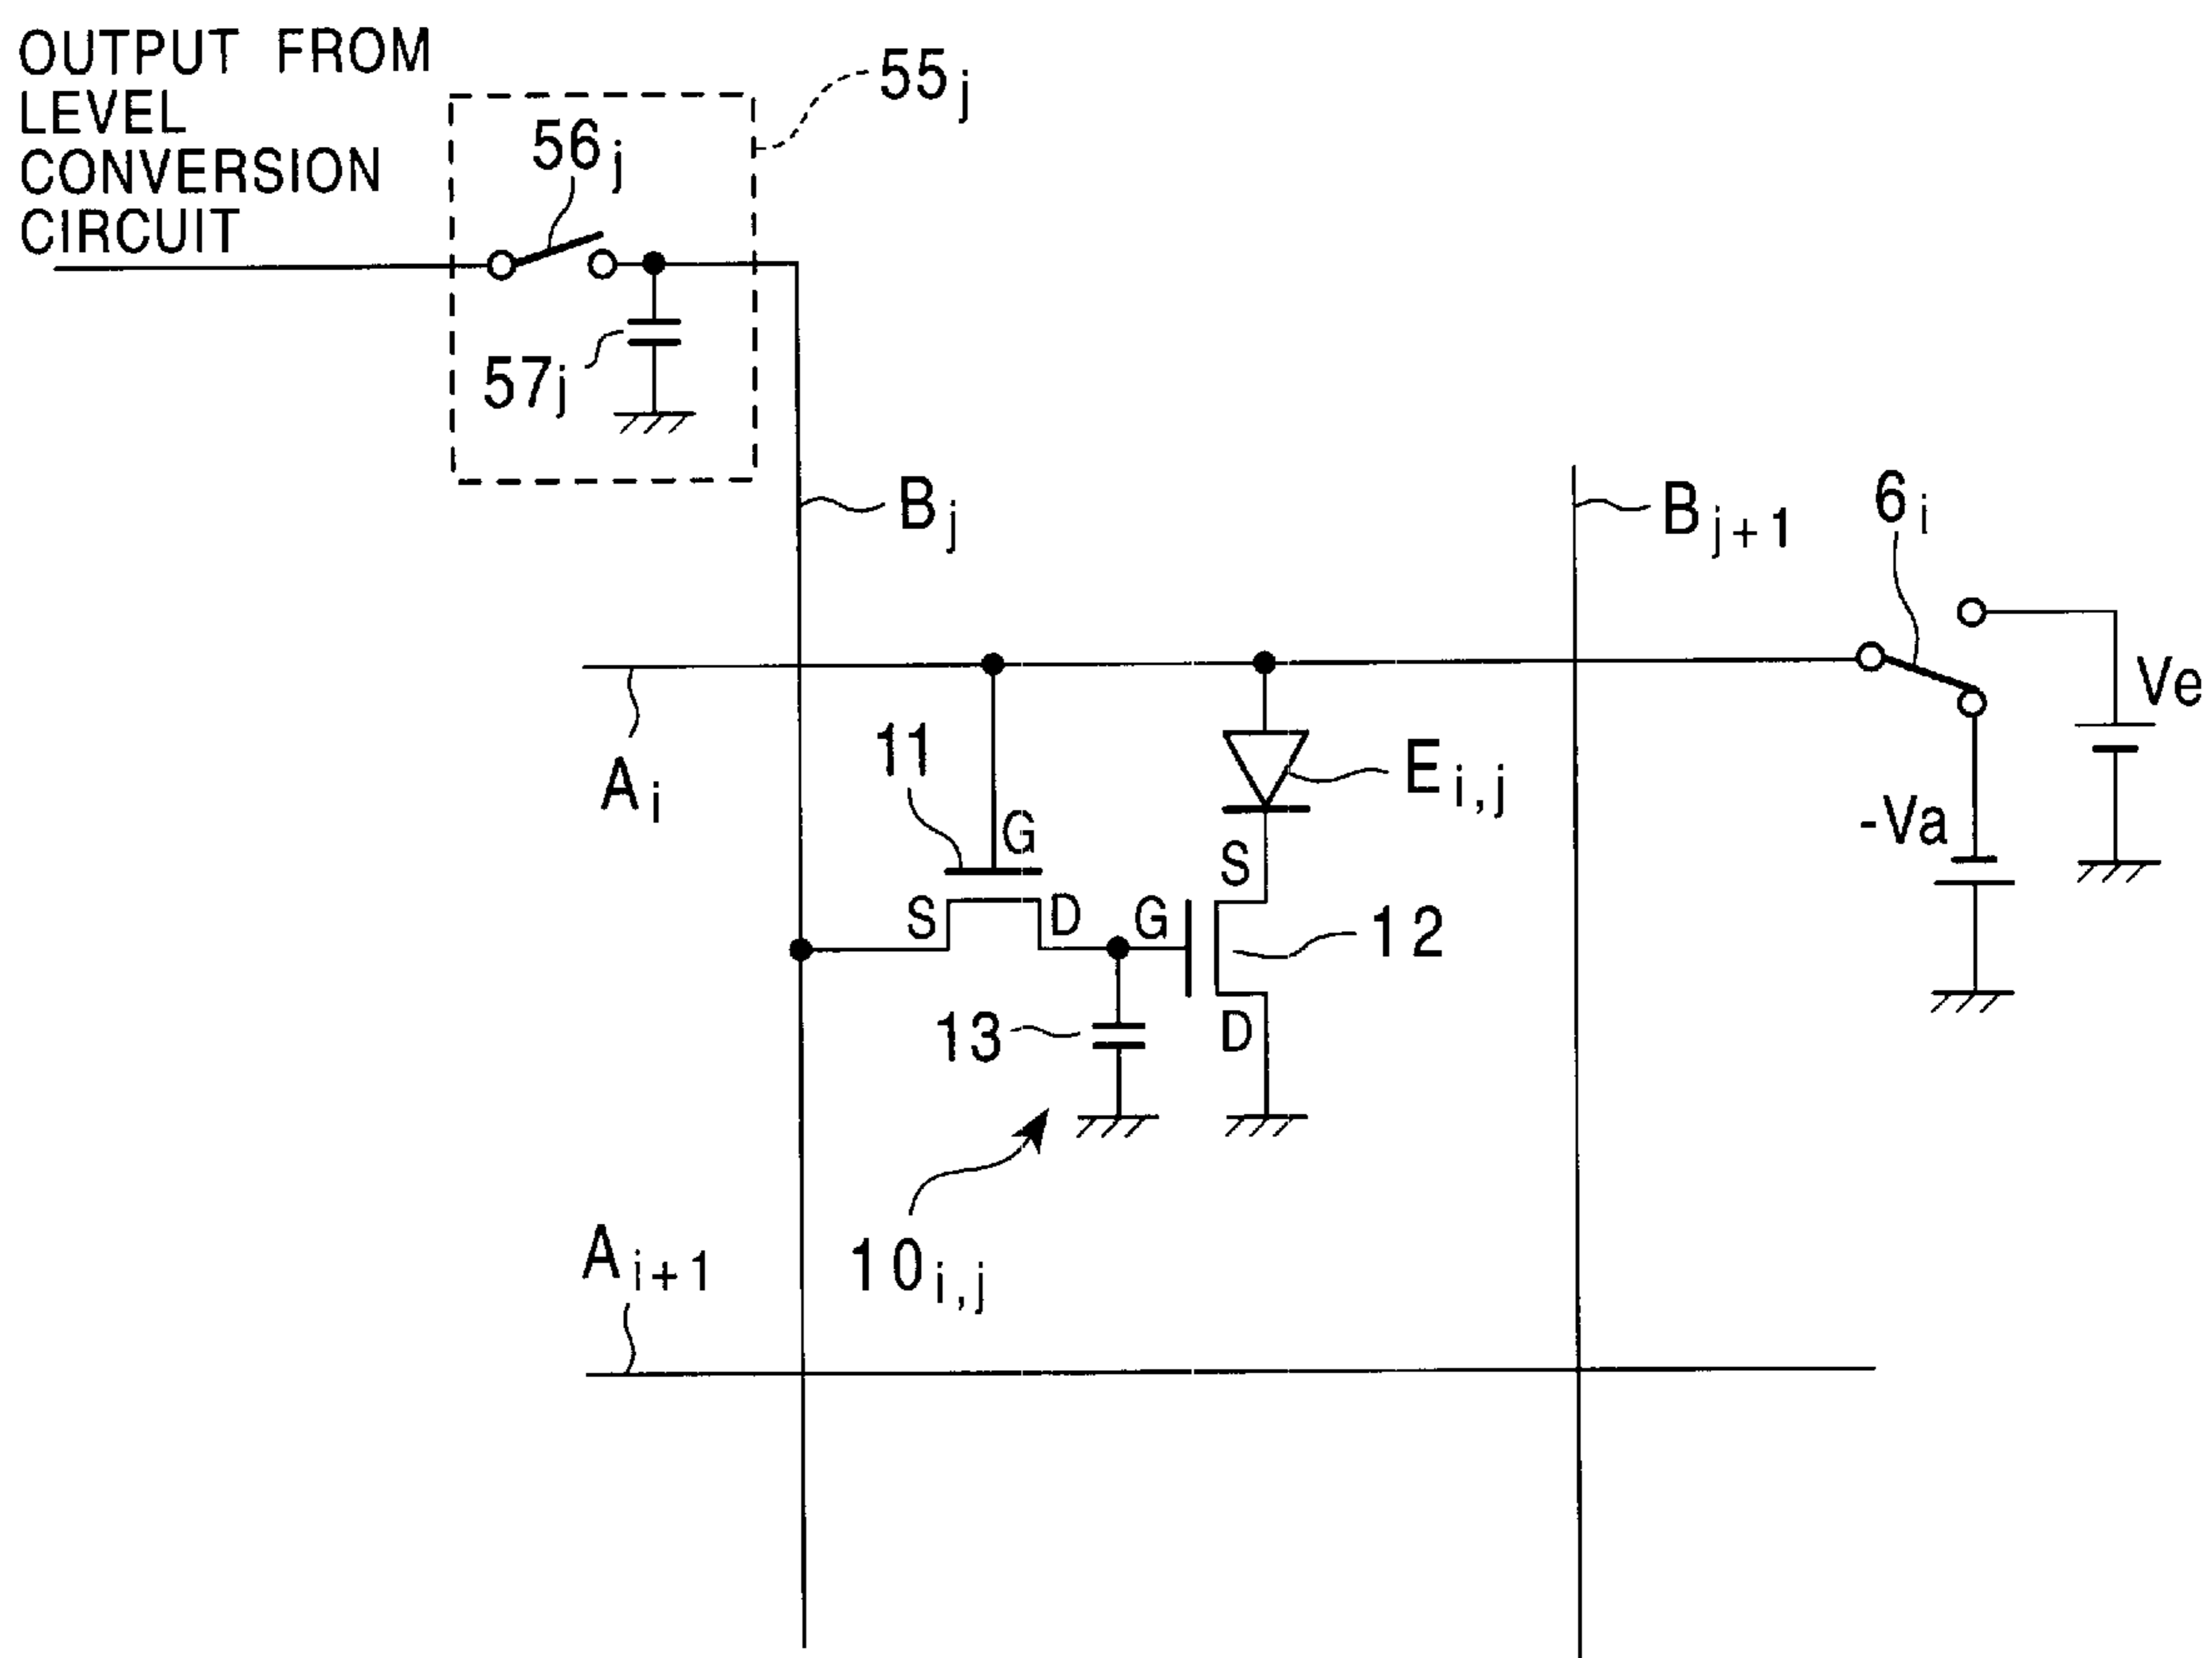 OUTPUT FROM
LEVEL
CONVERSION
CIRCUIT
55j
56j
57j
Bj
Bj+1
6i
Ve
-Va
Ai
11
G
Ei,j
S
S
D
G
12
13
D
10i,j
Ai+1